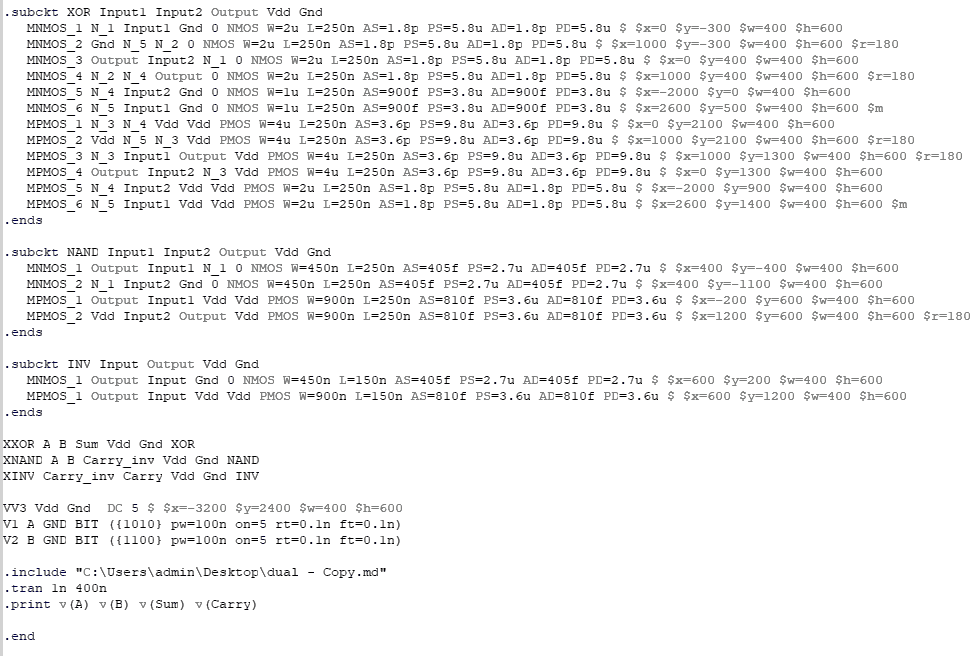 .subckt XOR Input1 Input2 Output Vdd Gnd
MNMOS_1 N_1 Input1 Gnd 0 NMOS W=2u L=250n AS=1.8p PS=5.8u AD=1.8p PD=5.8u $ $x=0 $y=-300 $w=400 $h=600
MNMOS_2 Gnd N_5 N_2 0 NMOS W=2u L=250n AS=1.8p PS=5.8u AD=1.8p PD=5.8u $ $x=1000 $y=-300 $w=400 $h=600 $r=180
MNMOS_3 Output Input2 N_1 0 NMOS W=2u L=250n AS=1.8p PS=5.8u AD=1.8p PD=5.8u $ $x=0 $y=400 $w=400 $h=600
MNMOS_4 N_2 N_4 Output 0 NMOS W=2u L=250n AS=1.8p PS=5.8u AD=1.8p PD=5.8u $ $x=1000 $y=400 $w=400 $h=600 $r=180
MNMOS_5 N_4 Input2 Gnd 0 NMOS W=1u L=250n AS=900f PS=3.8u AD=900f PD=3.8u $ $x=-2000 $y=0 $w=400 $h=600
MNMOS_6 N_5 Input1 Gnd 0 NMOS W=1u L=250n AS=900f PS=3.8u AD=900f PD=3.8u $ $x=2600 $y=500 $w=400 $h=600 $m
MPMOS_1 N_3 N_4 Vdd Vdd PMOS W=4u L=250n AS=3.6p PS=9.8u AD=3.6p PD=9.8u $ $x=0 $y=2100 $w=400 $h=600
MPMOS_2 Vdd N_5 N_3 Vdd PMOS W=4u L=250n AS=3.6p PS=9.8u AD=3.6p PD=9.8u $ $x=1000 $y=2100 $w=400 $h=600 $r=180
MPMOS_3 N_3 Input1 Output Vdd PMOS W=4u L=250n AS=3.6p PS=9.8u AD=3.6p PD=9.8u $ $x=1000 $y=1300 $w=400 $h=600 $r=180
MPMOS_4 Output Input2 N_3 Vdd PMOS W=4u L=250n AS=3.6p PS=9.8u AD=3.6p PD=9.8u $ $x=0 $y=1300 $w=400 $h=600
MPMOS_5 N_4 Input2 Vdd Vdd PMOS W=2u L=250n AS=1.8p PS=5.8u AD=1.8p PD=5.8u $ $x=-2000 $y=900 $w=400 $h=600
MPMOS_6 N_5 Input1 Vdd Vdd PMOS W=2u L=250n AS=1.8p PS=5.8u AD=1.8p PD=5.8u $ $x=2600 $y=1400 $w=400 $h=600 $m
.ends
.subckt NAND Input1 Input2 Output Vdd Gnd
MNMOS_1 Output Input1 N_1 0 NMOS W=450n L=250n AS=405f PS=2.7u AD=405f PD=2.7u $ $x=400 $y=-400 $w=400 $h=600
MNMOS_2 N_1 Input2 Gnd 0 NMOS W=450n L=250n AS=405f PS=2.7u AD=405f PD=2.7u $ $x=400 $y=-1100 $w=400 $h=600
MPMOS_1 Output Input1 Vdd Vdd PMOS W=900n L=250n AS=810f PS=3.6u AD=810f PD=3.6u $ $x=-200 $y=600 $w=400 $h=600
MPMOS_2 Vdd Input2 Output Vdd PMOS W=900n L=250n AS=810f PS=3.6u AD=810f PD=3.6u $ $x=1200 $y=600 $w=400 $h=600 $r=180
.ends
.subckt INV Input Output Vdd Gnd
MNMOS_1 Output Input Gnd 0 NMOS W=450n L=150n AS=405f PS=2.7u AD=405f PD=2.7u $ $x=600 $y=200 $w=400 $h=600
MPMOS_1 Output Input Vdd Vdd PMOS W=900n L=150n AS=810f PS=3.6u AD=810f PD=3.6u $ $x=600 $y=1200 $w=400 $h=600
.ends
XXOR A B Sum Vdd Gnd XOR
XNAND A B Carry_inv Vdd Gnd NAND
XINV Carry_inv Carry Vdd Gnd INV
VV3 Vdd Gnd DC 5 $ $x=-3200 $y=2400 $w=400 $h=600
V1 A GND BIT ({1010} pw=100n on=5 rt=0.1n ft=0.1n)
V2 B GND BIT ({1100} pw=100n on=5 rt=0.1n ft=0.1n)
.include "C:\Users\admin\Desktop\dual - Copy.md"
.tran 1n 400n
.print v(A) v(B) v(Sum) v(Carry)
.end